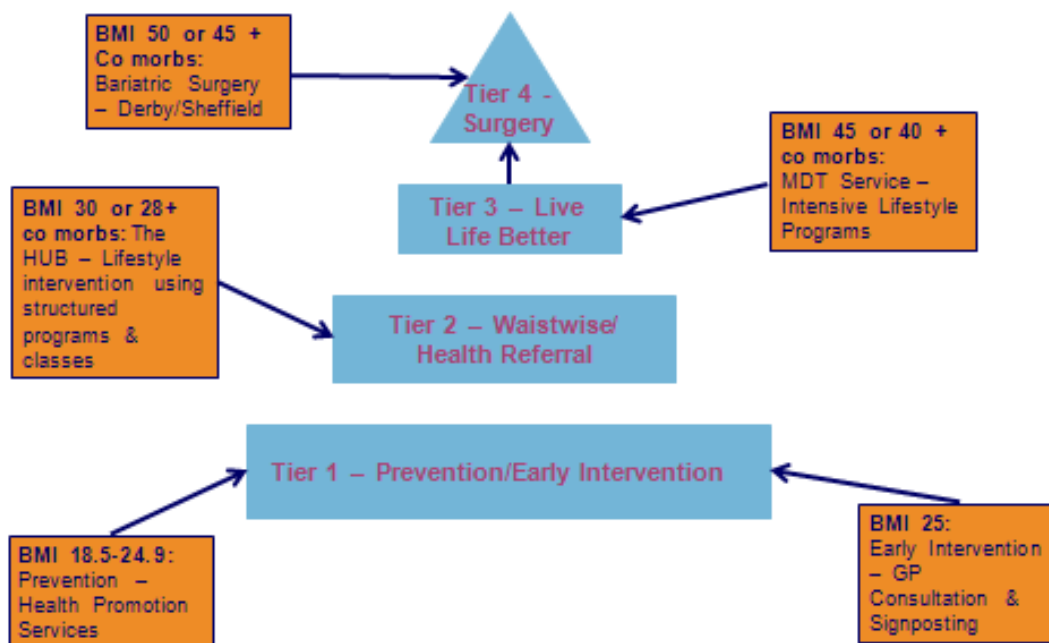 BMI 50 or 45 +
Co morbs:
Bariatric Surgery
– Derby/Sheffield
Tier 4 -
Surgery
BMI 45 or 40 +
co morbs:
MDT Service –
Intensive Lifestyle
Programs
Tier 3 – Live
Life Better
BMI 30 or 28+
co morbs: The
HUB – Lifestyle
intervention using
structured
programs &
classes
Tier 2 – Waistwise/
Health Referral
Tier 1 – Prevention/Early Intervention
BMI 18.5-24.9:
Prevention –
Health Promotion
Services
BMI 25:
Early Intervention
– GP
Consultation &
Signposting